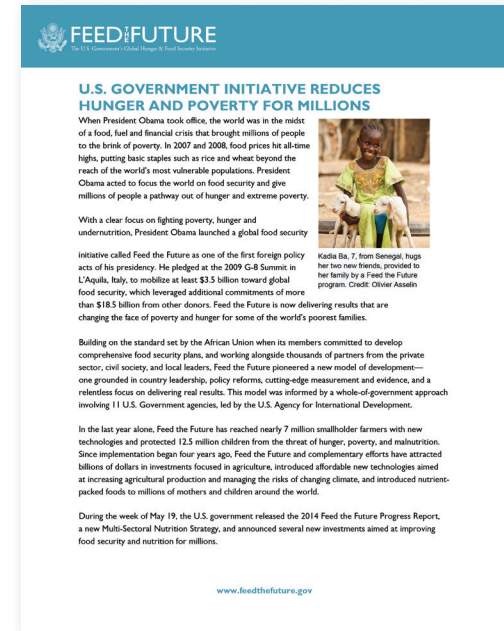 FEED THE FUTURE
The U.S. Government's Global Hunger & Food Security Initiative
U.S. GOVERNMENT INITIATIVE REDUCES
HUNGER AND POVERTY FOR MILLIONS
When President Obama took office, the world was in the midst
of a food, fuel and financial crisis that brought millions of people
to the brink of poverty. In 2007 and 2008, food prices hit all-time
highs, putting basic staples such as rice and wheat beyond the
reach of the world's most vulnerable populations. President
Obama acted to focus the world on food security and give
millions of people a pathway out of hunger and extreme poverty.
With a clear focus on fighting poverty, hunger and
undernutrition, President Obama launched a global food security
initiative called Feed the Future as one of the first foreign policy
acts of his presidency. He pledged at the 2009 G-8 Summit in
L'Aquila, Italy, to mobilize at least $3.5 billion toward global
food security, which leveraged additional commitments of more
than $18.5 billion from other donors. Feed the Future is now delivering results that are
changing the face of poverty and hunger for some of the world's poorest families.
Kadia Ba, 7, from Senegal, hugs
her two new friends, provided to
her family by a Feed the Future
program. Credit: Olivier Asselin
Building on the standard set by the African Union when its members committed to develop
comprehensive food security plans, and working alongside thousands of partners from the private
sector, civil society, and local leaders, Feed the Future pioneered a new model of development—
one grounded in country leadership, policy reforms, cutting-edge measurement and evidence, and a
relentless focus on delivering real results. This model was informed by a whole-of-government approach
involving 11 U.S. Government agencies, led by the U.S. Agency for International Development.
In the last year alone, Feed the Future has reached nearly 7 million smallholder farmers with new
technologies and protected 12.5 million children from the threat of hunger, poverty, and malnutrition.
Since implementation began four years ago, Feed the Future and complementary efforts have attracted
billions of dollars in investments focused in agriculture, introduced affordable new technologies aimed
at increasing agricultural production and managing the risks of changing climate, and introduced nutrient-
packed foods to millions of mothers and children around the world.
During the week of May 19, the U.S. government released the 2014 Feed the Future Progress Report,
a new Multi-Sectoral Nutrition Strategy, and announced several new investments aimed at improving
food security and nutrition for millions.
www.feedthefuture.gov